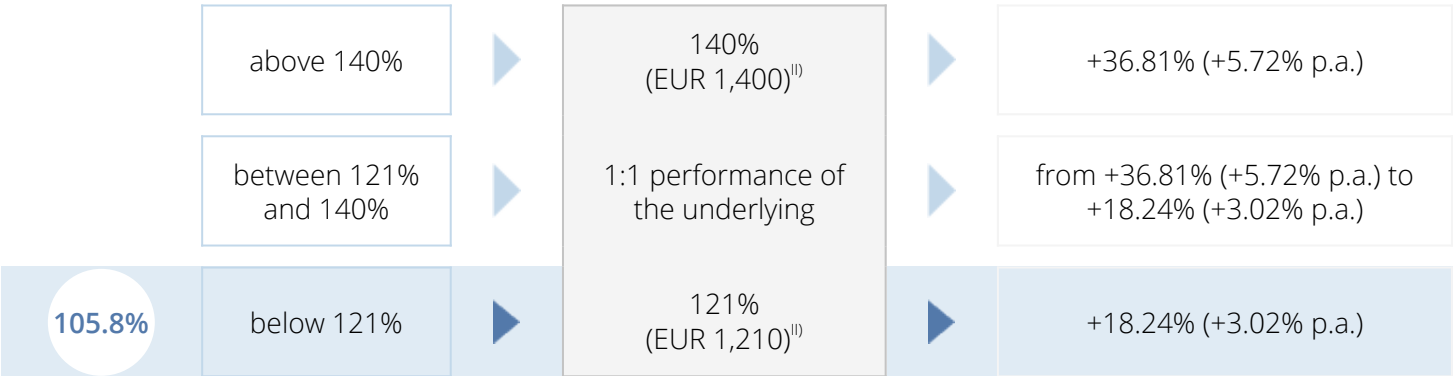 above 140%
140%
(EUR 1,400)II)
+36.81% (+5.72% p.a.)
between 121%
and 140%
1:1 performance of
the underlying
from +36.81% (+5.72% p.a.) to
+18.24% (+3.02% p.a.)
105.8%
below 121%
121%
(EUR 1,210)II)
+18.24% (+3.02% p.a.)